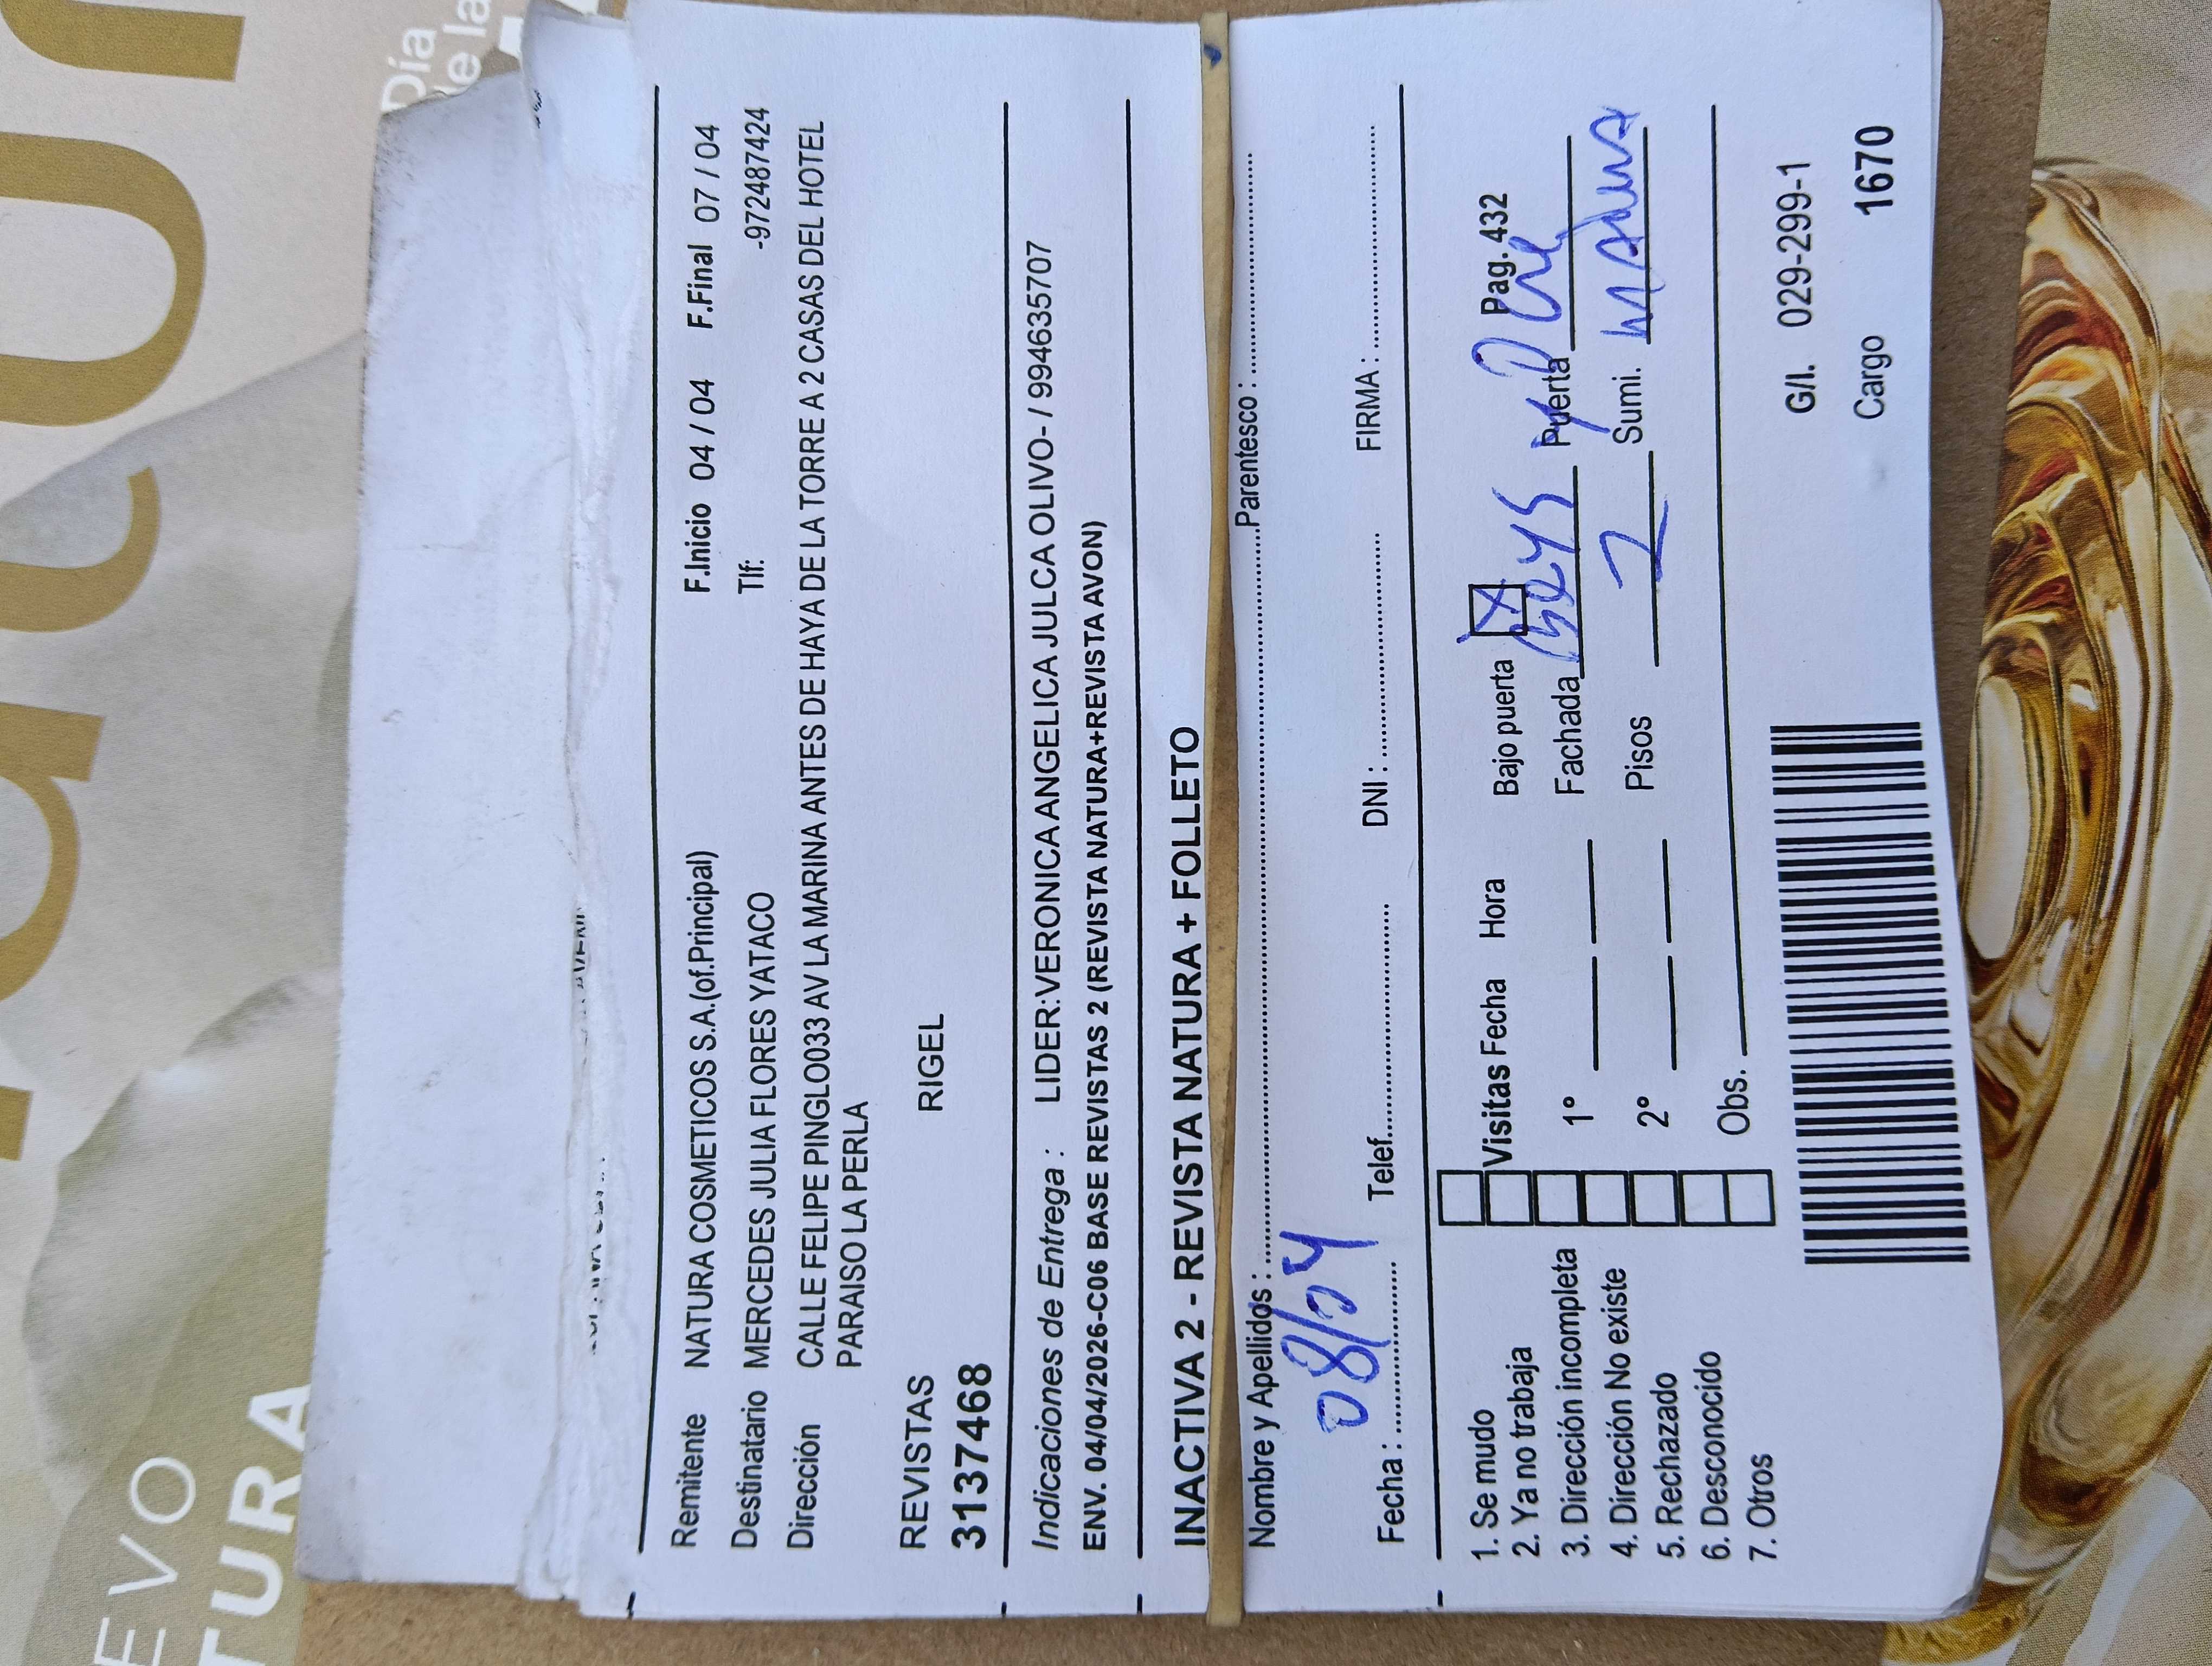 Día
de la
EVO
TURA
F.Inicio 04 / 04 F.Final 07 / 04
Remitente NATURA COSMETICOS S.A.(of.Principal)
Tlf: -972487424
Destinatario MERCEDES JULIA FLORES YATACO
Dirección CALLE FELIPE PINGLO033 AV LA MARINA ANTES DE HAYA DE LA TORRE A 2 CASAS DEL HOTEL
PARAISO LA PERLA
REVISTAS RIGEL
3137468
Indicaciones de Entrega : LIDER:VERONICA ANGELICA JULCA OLIVO- / 994635707
ENV. 04/04/2026-C06 BASE REVISTAS 2 (REVISTA NATURA+REVISTA AVON)
INACTIVA 2 - REVISTA NATURA + FOLLETO
Nombre y Apellidos : Parentesco :
Fecha : 08/04 Telef. DNI : FIRMA :
1. Se mudo
2. Ya no trabaja
3. Dirección incompleta
4. Dirección No existe
5. Rechazado
6. Desconocido
7. Otros
Visitas Fecha Hora
1°
2°
Obs.
Bajo puerta X Pag. 432
Fachada Puerta
Pisos 2 Sumi.
G/I. 029-299-1
Cargo 1670